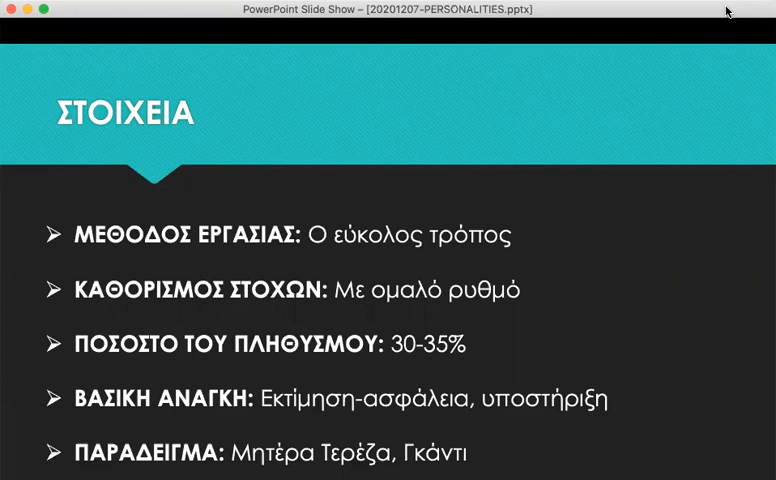 PowerPoint Slide Show – [20201207-PERSONALITIES.pptx]
ΣΤΟΙΧΕΙΑ
ΜΕΘΟΔΟΣ ΕΡΓΑΣΙΑΣ: Ο εύκολος τρόπος
ΚΑΘΟΡΙΣΜΟΣ ΣΤΟΧΩΝ: Με ομαλό ρυθμό
ΠΟΣΟΣΤΟ ΤΟΥ ΠΛΗΘΥΣΜΟΥ: 30-35%
ΒΑΣΙΚΗ ΑΝΑΓΚΗ: Εκτίμηση-ασφάλεια, υποστήριξη
ΠΑΡΑΔΕΙΓΜΑ: Μητέρα Τερέζα, Γκάντι